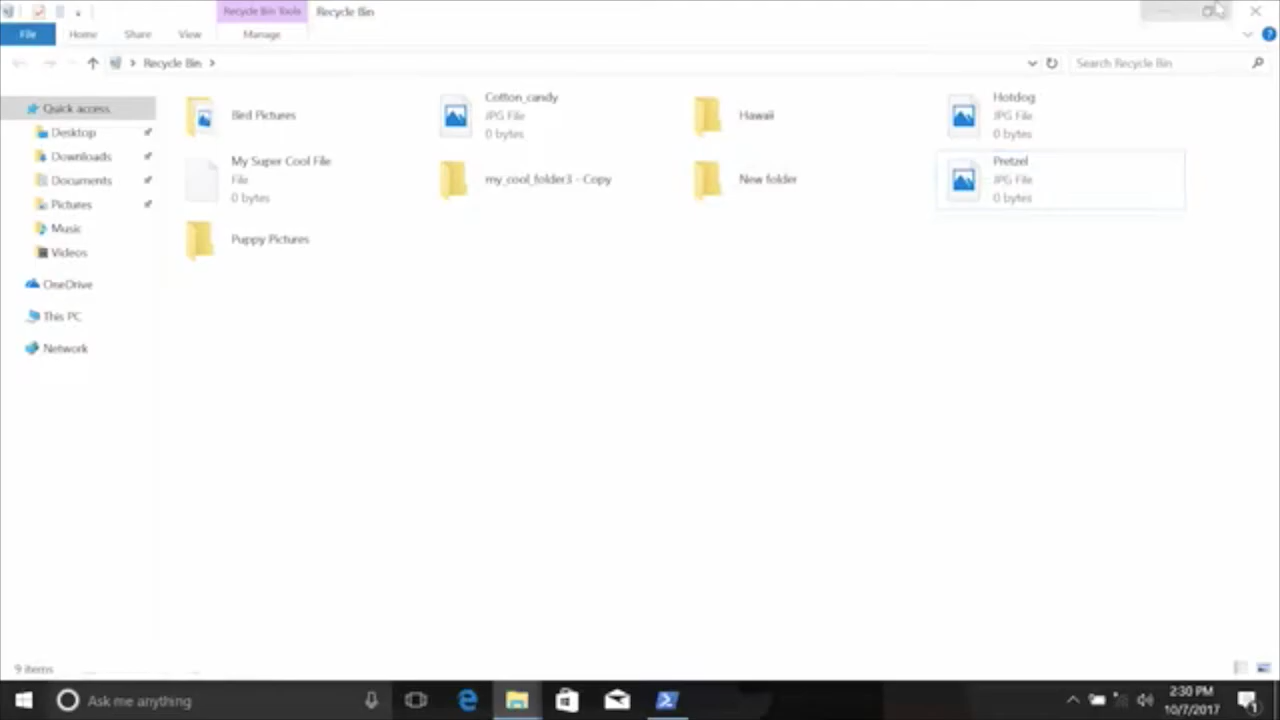 Recycle Bin Tools
Recycle Bin
File
Home
Share
View
Manage
Recycle Bin
Search Recycle Bin
Quick access
Desktop
Downloads
Documents
Pictures
Music
Videos
OneDrive
This PC
Network
Bird Pictures
Cotton_candy
JPG File
0 bytes
Hawaii
Hotdog
JPG File
0 bytes
My Super Cool File
File
0 bytes
my_cool_folder3 - Copy
New folder
Pretzel
JPG File
0 bytes
Puppy Pictures
9 items
Ask me anything
2:30 PM
10/7/2017
1